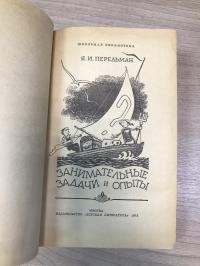 ШКОЛЬНАЯ БИБЛИОТЕКА
Я. И. ПЕРЕЛЬМАН
ЗАНИМАТЕЛЬНЫЕ
ЗАДАЧИ И ОПЫТЫ
МОСКВА
ИЗДАТЕЛЬСТВО «ДЕТСКАЯ ЛИТЕРАТУРА»